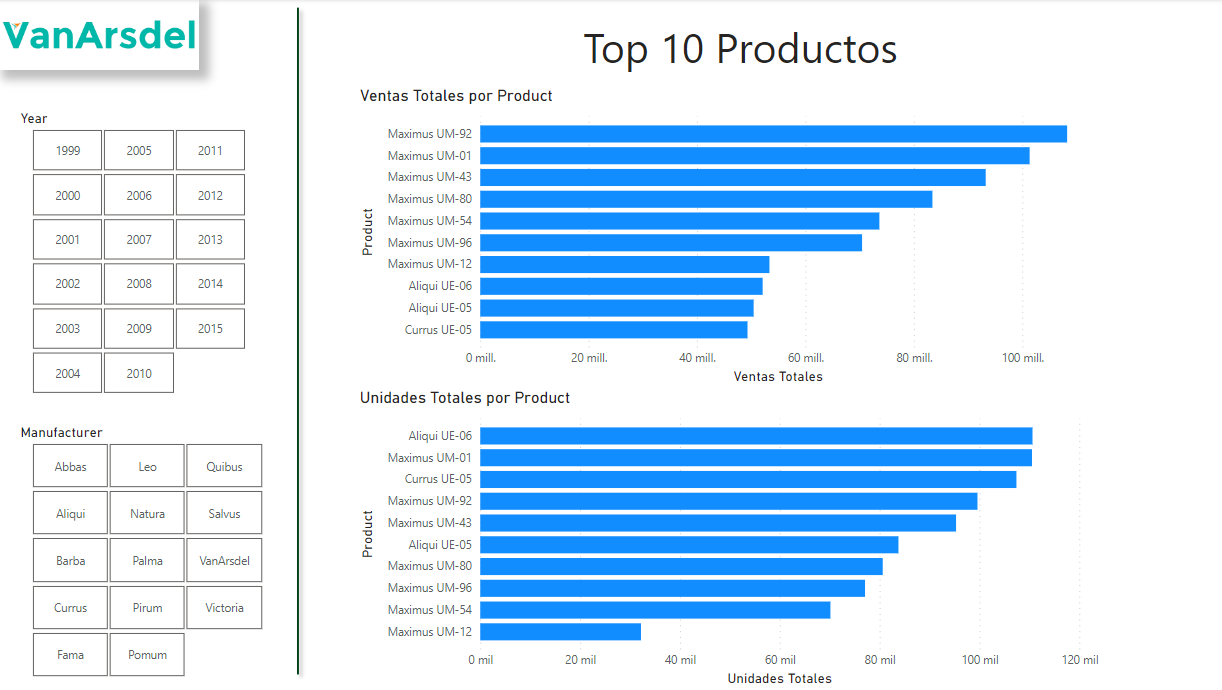 VanArsdel
Year
1999 2005 2011
2000 2006 2012
2001 2007 2013
2002 2008 2014
2003 2009 2015
2004 2010
Manufacturer
Abbas Leo Quibus
Aliqui Natura Salvus
Barba Palma VanArsdel
Currus Pirum Victoria
Fama Pomum
Top 10 Productos
Ventas Totales por Product
Product
Maximus UM-92
Maximus UM-01
Maximus UM-43
Maximus UM-80
Maximus UM-54
Maximus UM-96
Maximus UM-12
Aliqui UE-06
Aliqui UE-05
Currus UE-05
0 mill. 20 mill. 40 mill. 60 mill. 80 mill. 100 mill.
Ventas Totales
Unidades Totales por Product
Product
Aliqui UE-06
Maximus UM-01
Currus UE-05
Maximus UM-92
Maximus UM-43
Aliqui UE-05
Maximus UM-80
Maximus UM-96
Maximus UM-54
Maximus UM-12
0 mil 20 mil 40 mil 60 mil 80 mil 100 mil 120 mil
Unidades Totales